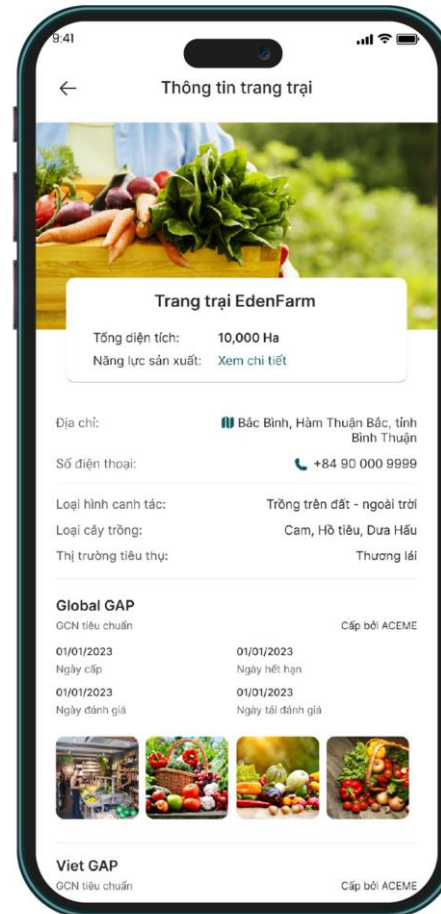 9:41
Thông tin trang trại
Trang trại EdenFarm
Tổng diện tích: 10,000 Ha
Năng lực sản xuất: Xem chi tiết
Địa chỉ: Bắc Bình, Hàm Thuận Bắc, tỉnh
Bình Thuận
Số điện thoại: +84 90 000 9999
Loại hình canh tác: Trồng trên đất - ngoài trời
Loại cây trồng: Cam, Hồ tiêu, Dưa Hấu
Thị trường tiêu thụ: Thương lái
Global GAP
GCN tiêu chuẩn Cấp bởi ACEME
01/01/2023 01/01/2023
Ngày cấp Ngày hết hạn
01/01/2023 01/01/2023
Ngày đánh giá Ngày tái đánh giá
Viet GAP
GCN tiêu chuẩn Cấp bởi ACEME